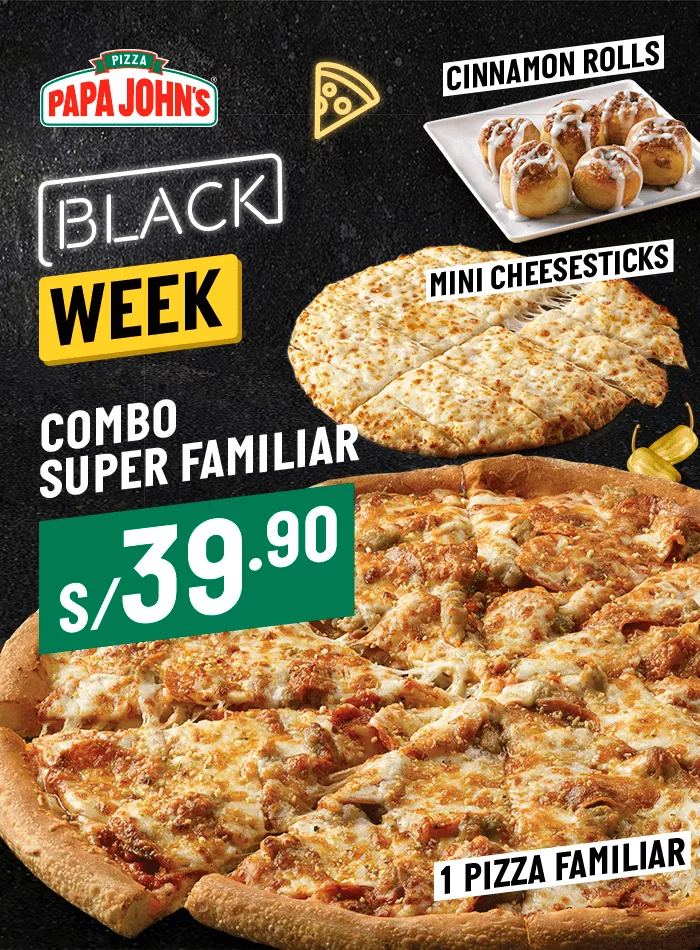 PIZZA
PAPA JOHN'S
®
BLACK
WEEK
CINNAMON ROLLS
MINI CHEESESTICKS
COMBO
SUPER FAMILIAR
S/39.90
1 PIZZA FAMILIAR